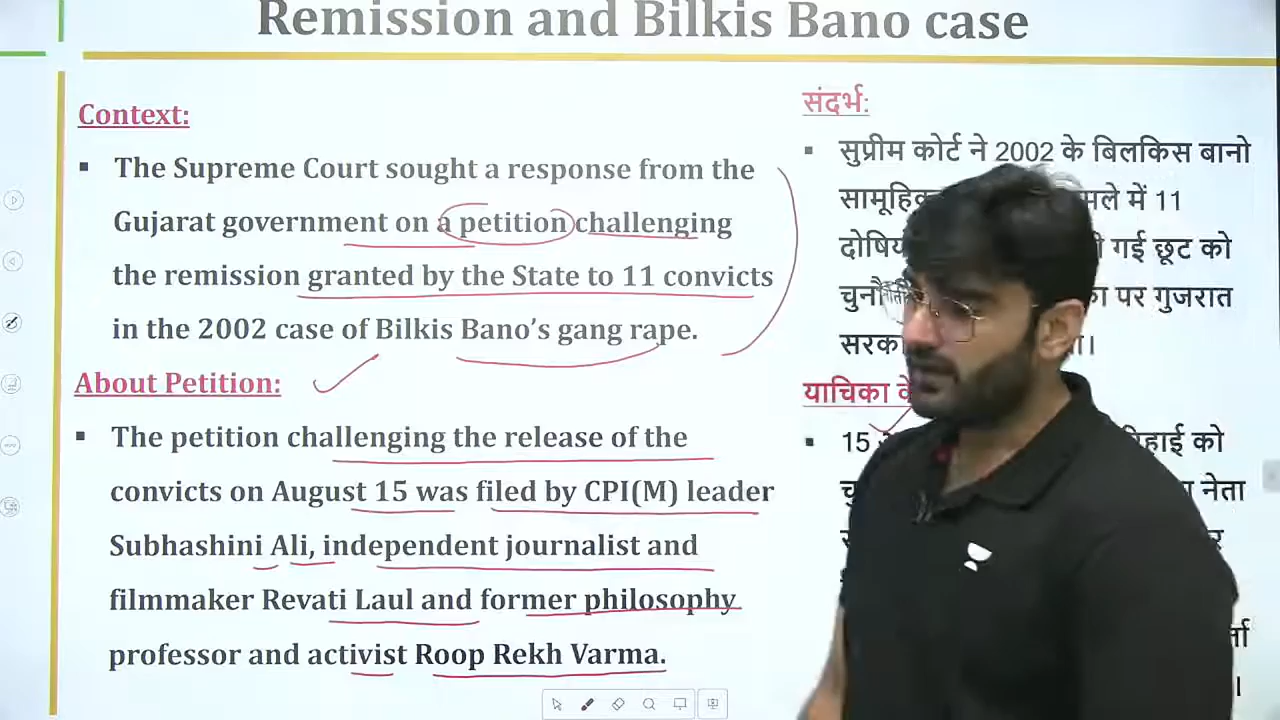 Remission and Bilkis Bano case
Context:
▪ The Supreme Court sought a response from the
Gujarat government on a petition challenging
the remission granted by the State to 11 convicts
in the 2002 case of Bilkis Bano's gang rape.
About Petition:
▪ The petition challenging the release of the
convicts on August 15 was filed by CPI(M) leader
Subhashini Ali, independent journalist and
filmmaker Revati Laul and former philosophy
professor and activist Roop Rekh Varma.
संदर्भ:
▪ सुप्रीम कोर्ट ने 2002 के बिलकिस बानो
में 11
गई छूट को
पर गुजरात
याचिका
▪ 15 को
नेता